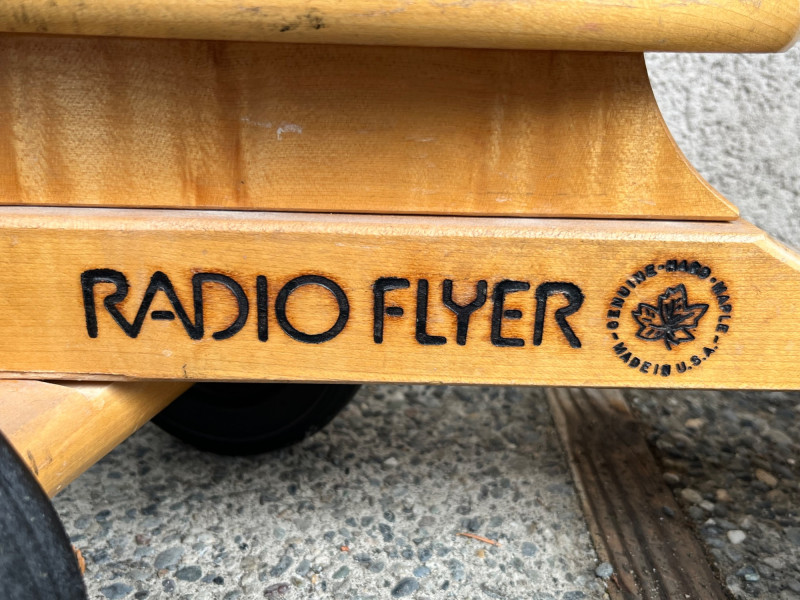 RADIO FLYER
GENUINE-HARD-MAPLE
-MADE IN U.S.A.-